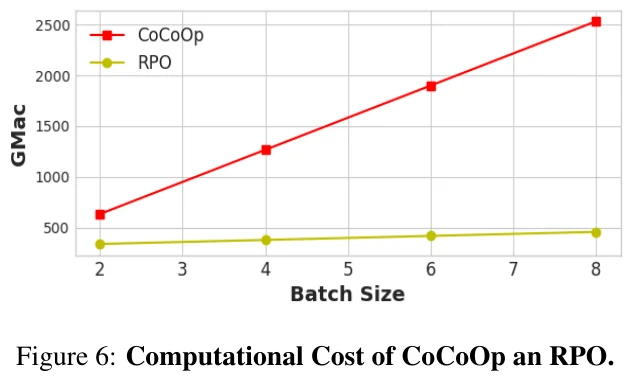 2500
CoCoOp
RPO
2000
GMac
1500
1000
500
2 3 4 5 6 7 8
Batch Size
Figure 6: Computational Cost of CoCoOp an RPO.